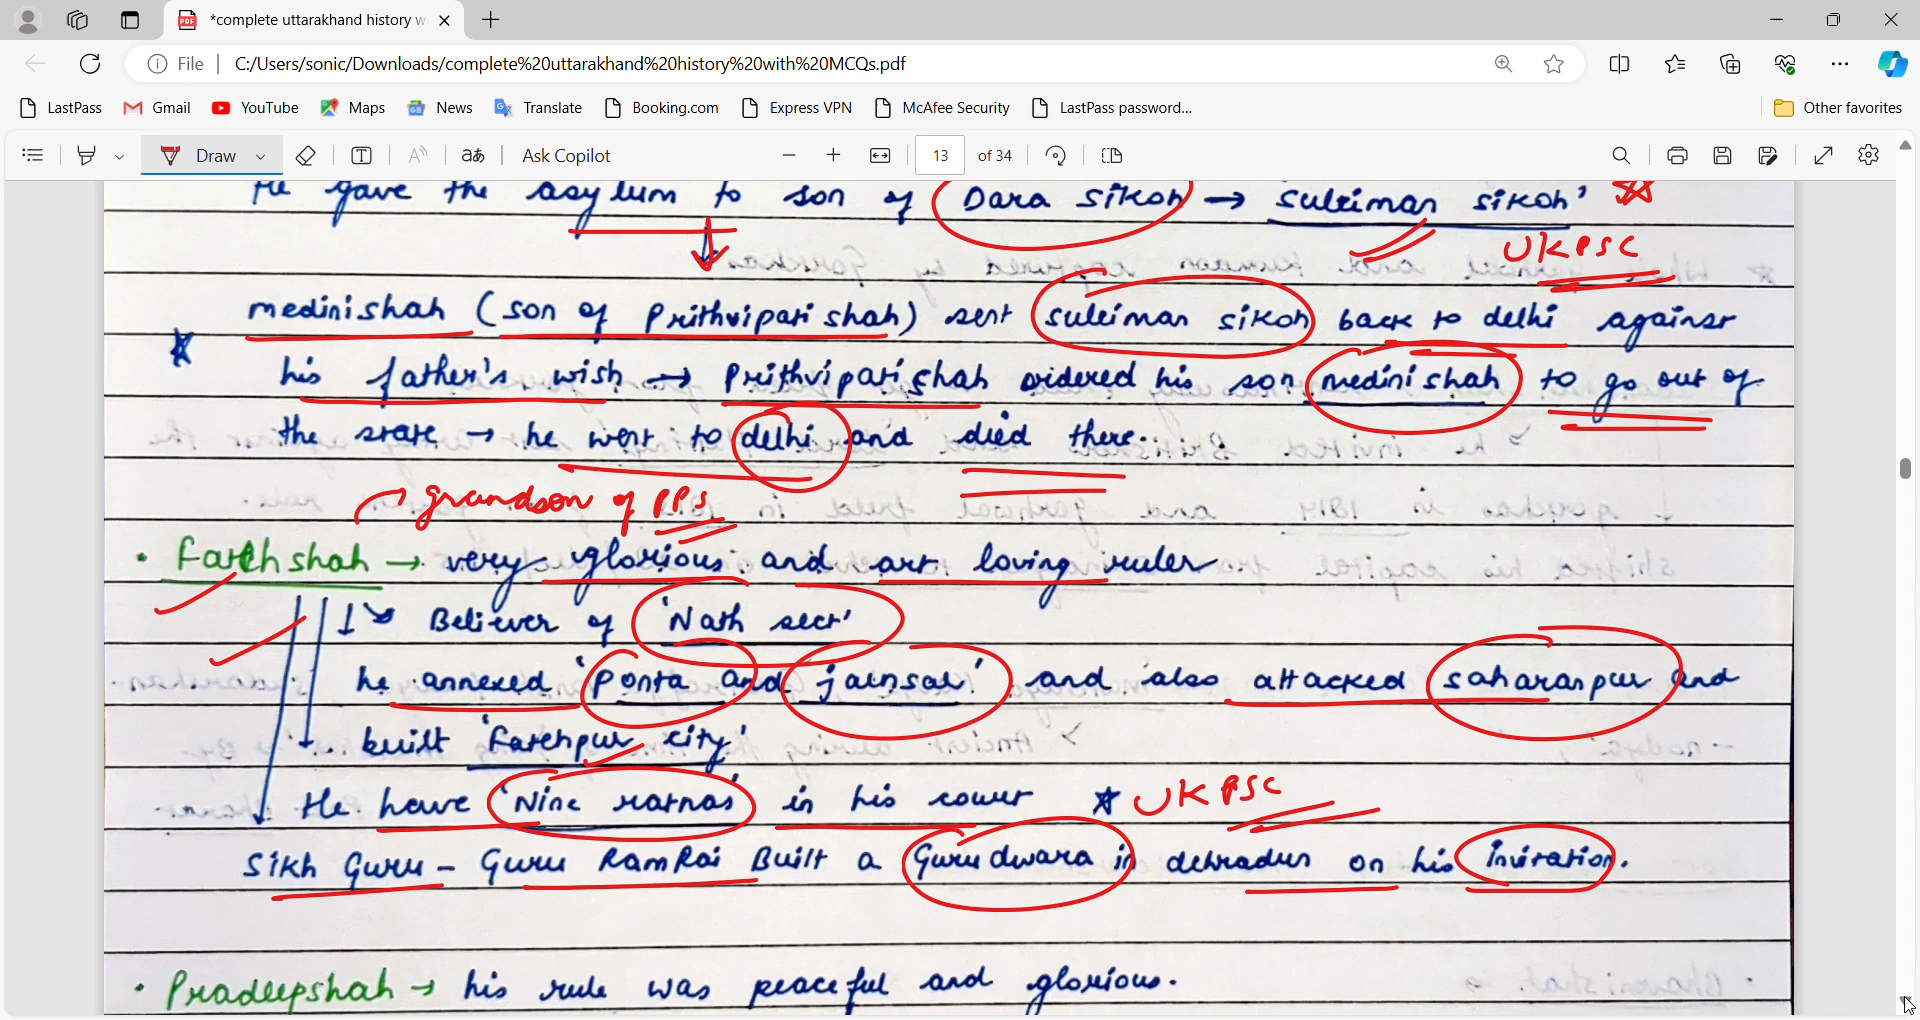 *complete uttarakhand history w
File C:/Users/sonic/Downloads/complete%20uttarakhand%20history%20with%20MCQs.pdf
LastPass Gmail YouTube Maps News Translate Booking.com Express VPN McAfee Security LastPass password... Other favorites
Draw Ask Copilot 13 of 34
He gave the asylum to son of Dara Sikoh → Suleiman Sikoh'
UKPSC
medinishah (son of Prithvipati shah) sent suleiman sikoh back to delhi against
his father's wish → Prithvipati shah ordered his son medini shah to go out of
the state → he went to delhi and died there.
→ grandson of PPS
• Fateh shah → very glorious and art loving ruler
Believer of 'Nath sect'
he annexed 'Ponta and jaunsar' and also attacked saharanpur and
built 'Fatehpur city'
He have 'Nine ratnas' in his court UKPSC
Sikh Guru - Guru Ram Rai Built a Gurudwara in dehradun on his invitation.
• Pradeepshah → his rule was peaceful and glorious.